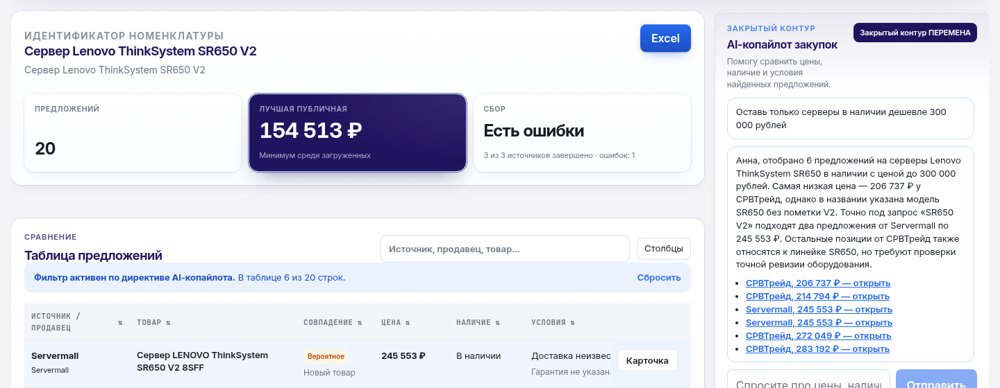 ИДЕНТИФИКАТОР НОМЕНКЛАТУРЫ
Сервер Lenovo ThinkSystem SR650 V2
Сервер Lenovo ThinkSystem SR650 V2
Excel
ПРЕДЛОЖЕНИЙ
20
ЛУЧШАЯ ПУБЛИЧНАЯ
154 513 ₽
Минимум среди загруженных
СБОР
Есть ошибки
3 из 3 источников завершено · ошибок: 1
СРАВНЕНИЕ
Таблица предложений
Источник, продавец, товар...
Столбцы
Фильтр активен по директиве AI-копайлота. В таблице 6 из 20 строк.
Сбросить
ИСТОЧНИК /
ПРОДАВЕЦ ⇅
ТОВАР ⇅
СОВПАДЕНИЕ ⇅
ЦЕНА ⇅
НАЛИЧИЕ ⇅
УСЛОВИЯ ⇅
Servermall
Servermall
Сервер LENOVO ThinkSystem
SR650 V2 8SFF
Вероятное
Новый товар
245 553 ₽
В наличии
Доставка неизвес
Гарантия не указан
Карточка
ЗАКРЫТЫЙ КОНТУР
AI-копайлот закупок
Закрытый контур ПЕРЕМЕНА
Помогу сравнить цены,
наличие и условия
найденных предложений.
Оставь только серверы в наличии дешевле 300
000 рублей
Анна, отобрано 6 предложений на серверы Lenovo
ThinkSystem SR650 в наличии с ценой до 300 000
рублей. Самая низкая цена — 206 737 ₽ у
СРВТрейд, однако в названии указана модель
SR650 без пометки V2. Точно под запрос «SR650
V2» подходят два предложения от Servermall по
245 553 ₽. Остальные позиции от СРВТрейд также
относятся к линейке SR650, но требуют проверки
точной ревизии оборудования.
• СРВТрейд, 206 737 ₽ — открыть
• СРВТрейд, 214 794 ₽ — открыть
• Servermall, 245 553 ₽ — открыть
• Servermall, 245 553 ₽ — открыть
• СРВТрейд, 272 049 ₽ — открыть
• СРВТрейд, 283 192 ₽ — открыть
Спросите про цены, наличи
Отправить